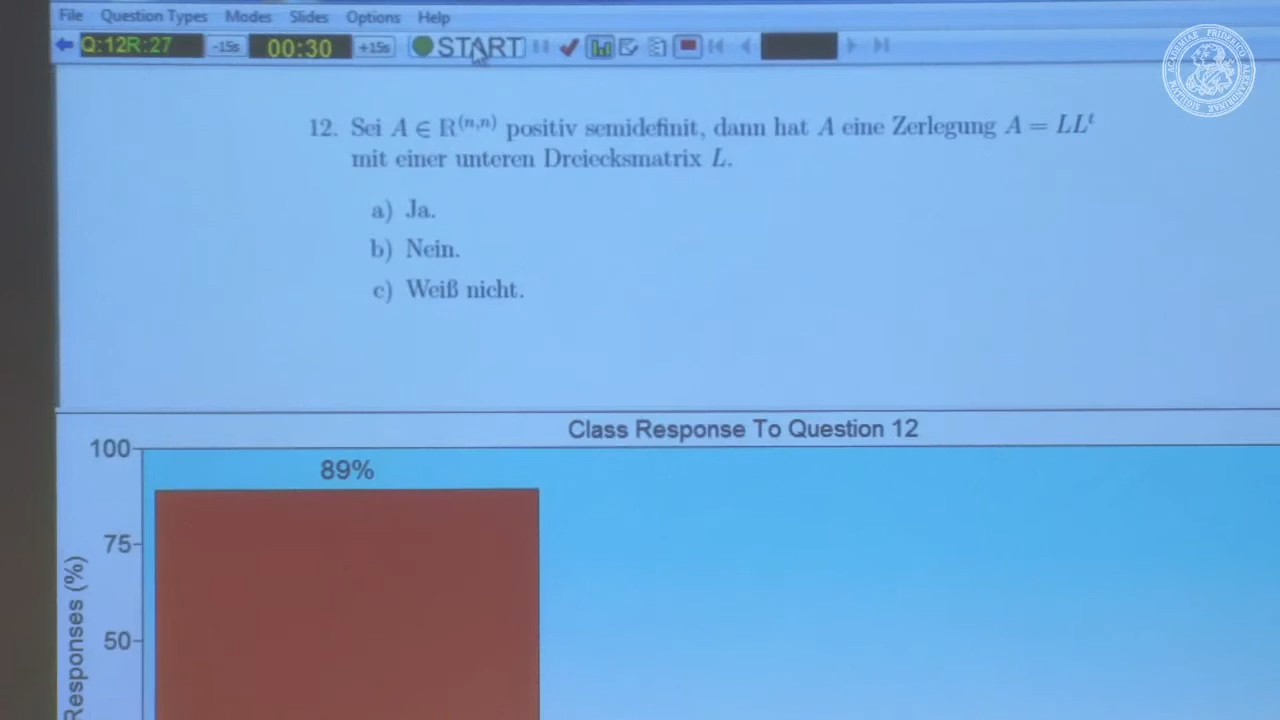 File Question Types Modes Slides Options Help
Q:12R:27 -15s 00:30 +15s START
12. Sei A ∈ R^(n,n) positiv semidefinit, dann hat A eine Zerlegung A = LL^t
mit einer unteren Dreiecksmatrix L.
a) Ja.
b) Nein.
c) Weiß nicht.
Class Response To Question 12
100
89%
75
50
Responses (%)